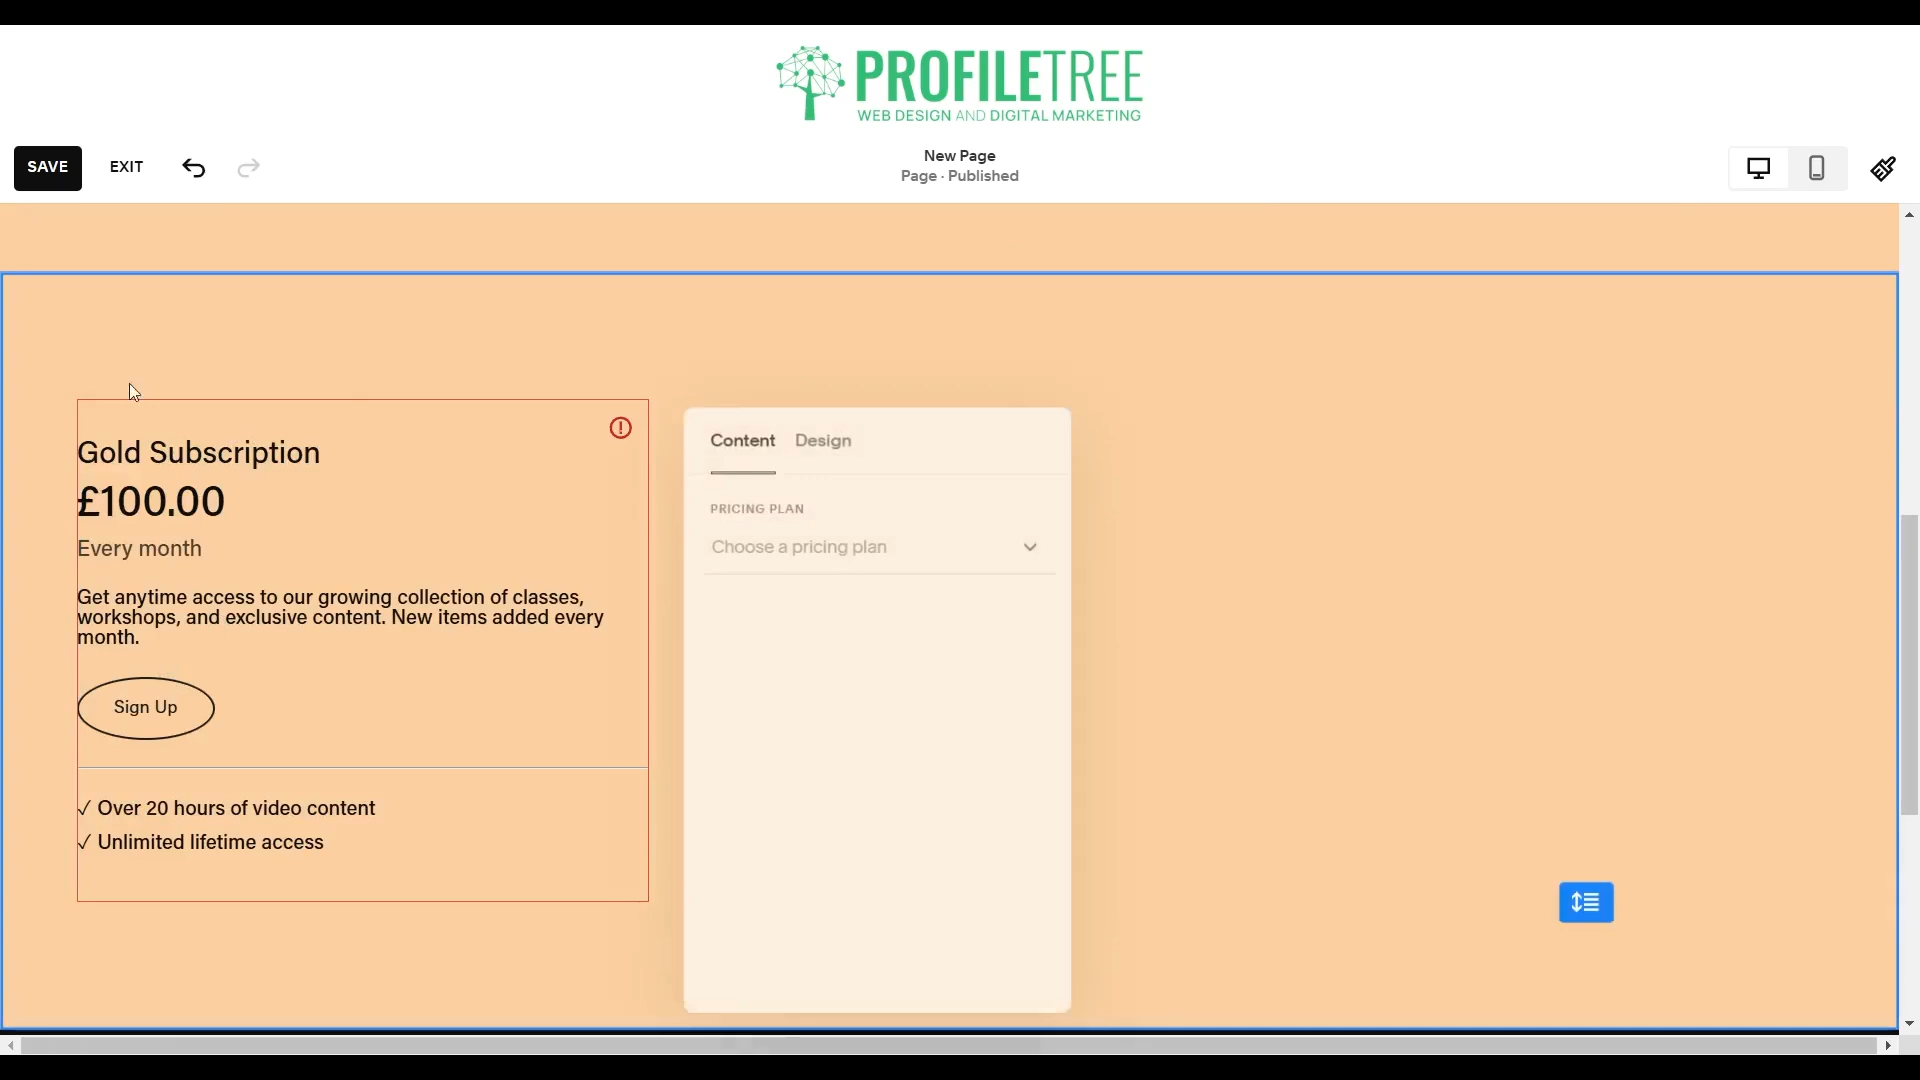 PROFILETREE
WEB DESIGN AND DIGITAL MARKETING
SAVE
EXIT
New Page
Page · Published
Gold Subscription
£100.00
Every month
Get anytime access to our growing collection of classes,
workshops, and exclusive content. New items added every
month.
Sign Up
✓ Over 20 hours of video content
✓ Unlimited lifetime access
Content
Design
PRICING PLAN
Choose a pricing plan